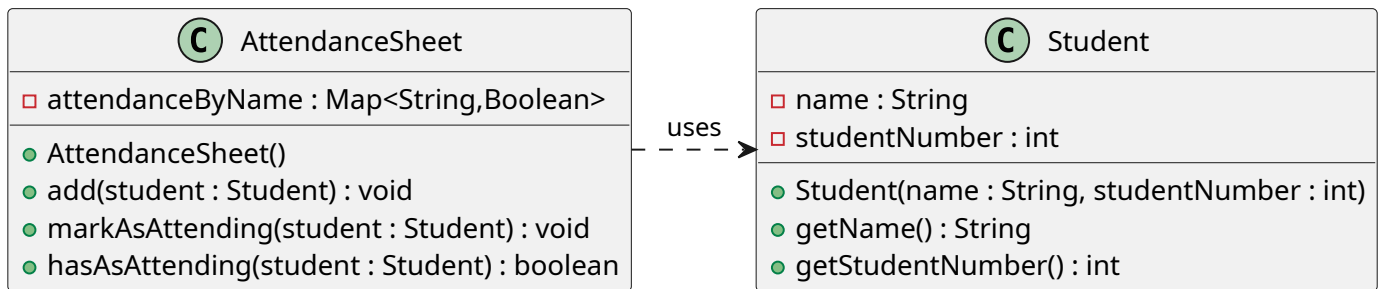 C AttendanceSheet
attendanceByName : Map<String,Boolean>
AttendanceSheet()
add(student : Student) : void
markAsAttending(student : Student) : void
hasAsAttending(student : Student) : boolean
uses
C Student
name : String
studentNumber : int
Student(name : String, studentNumber : int)
getName() : String
getStudentNumber() : int